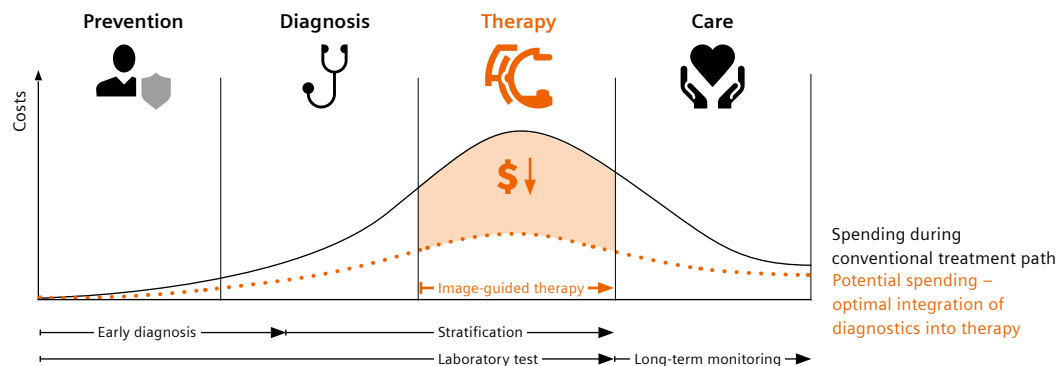 Prevention
Diagnosis
Therapy
Care
Costs
$
Spending during
conventional treatment path
Potential spending –
optimal integration of
diagnostics into therapy
Image-guided therapy
Early diagnosis
Stratification
Laboratory test
Long-term monitoring